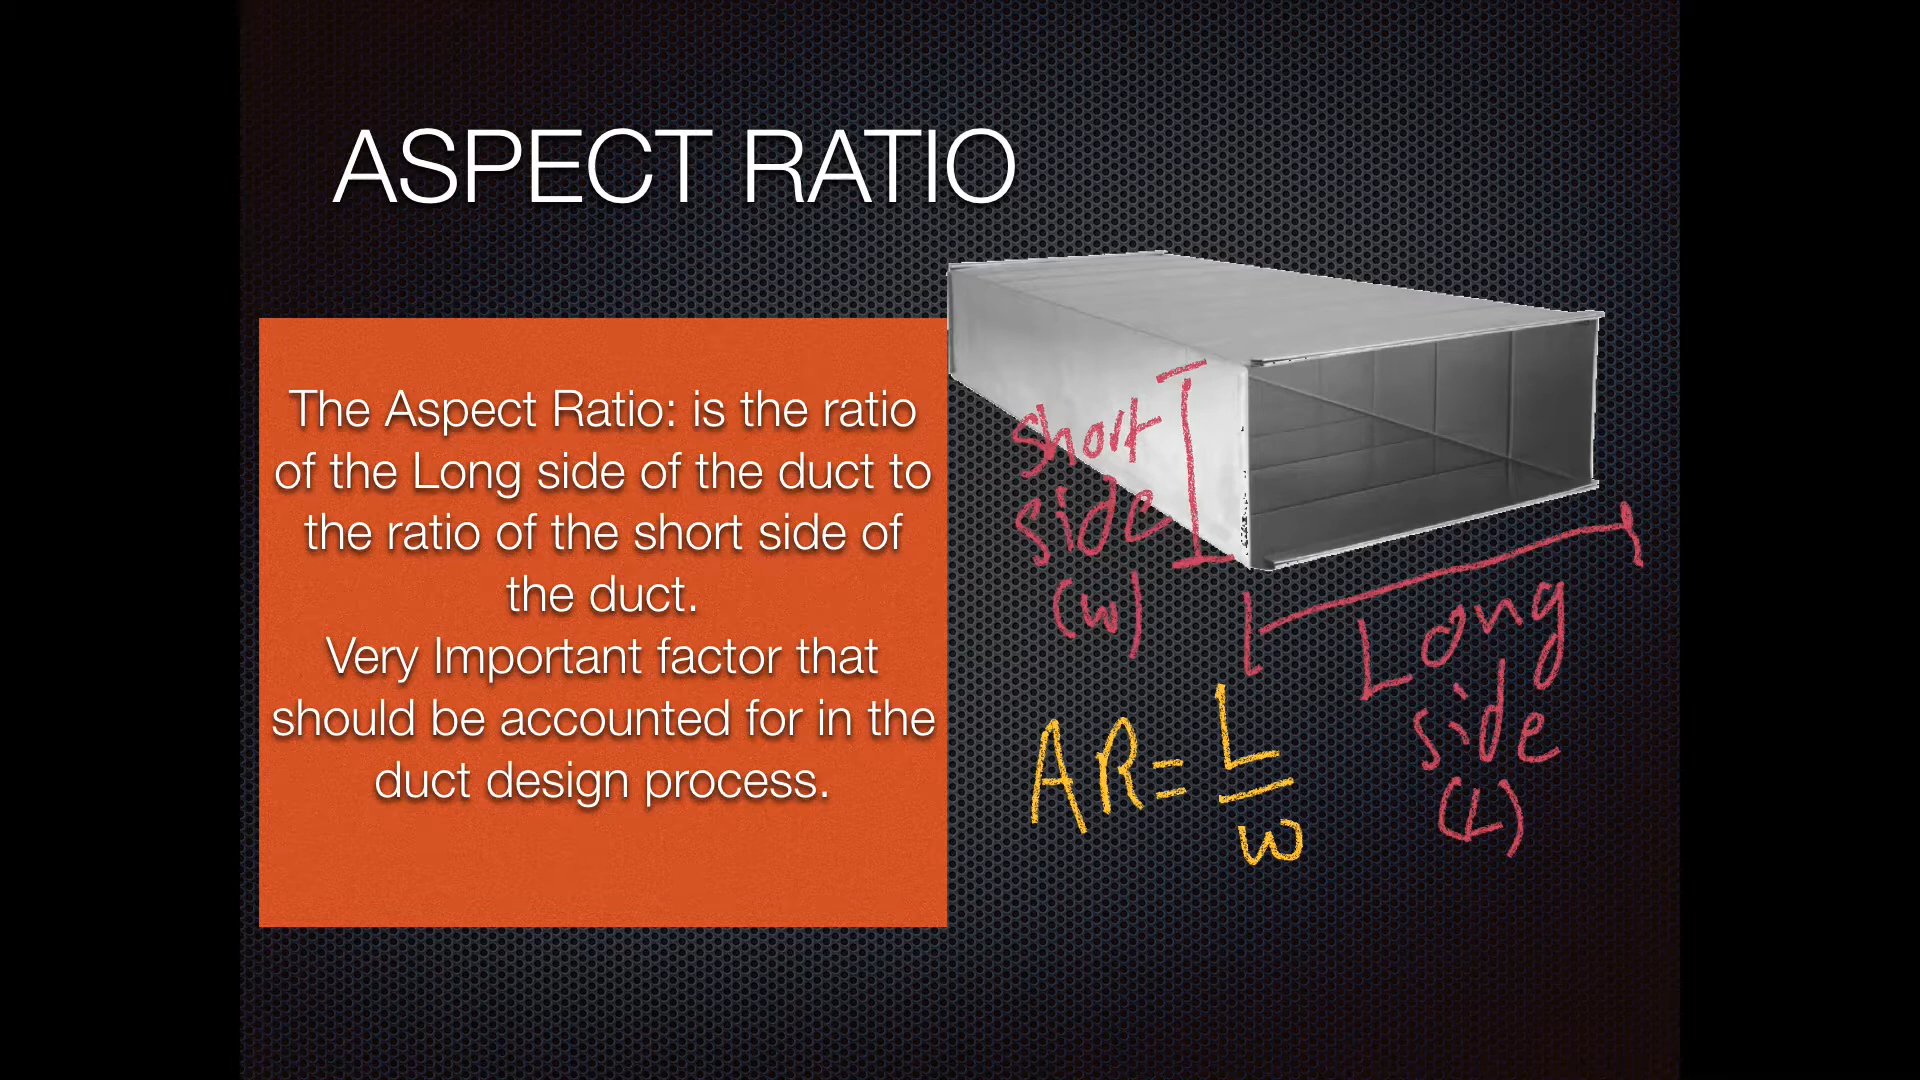 ASPECT RATIO
The Aspect Ratio: is the ratio
of the Long side of the duct to
the ratio of the short side of
the duct.
Very Important factor that
should be accounted for in the
duct design process.
short
side
(w)
Long
side
(L)
AR = L
w